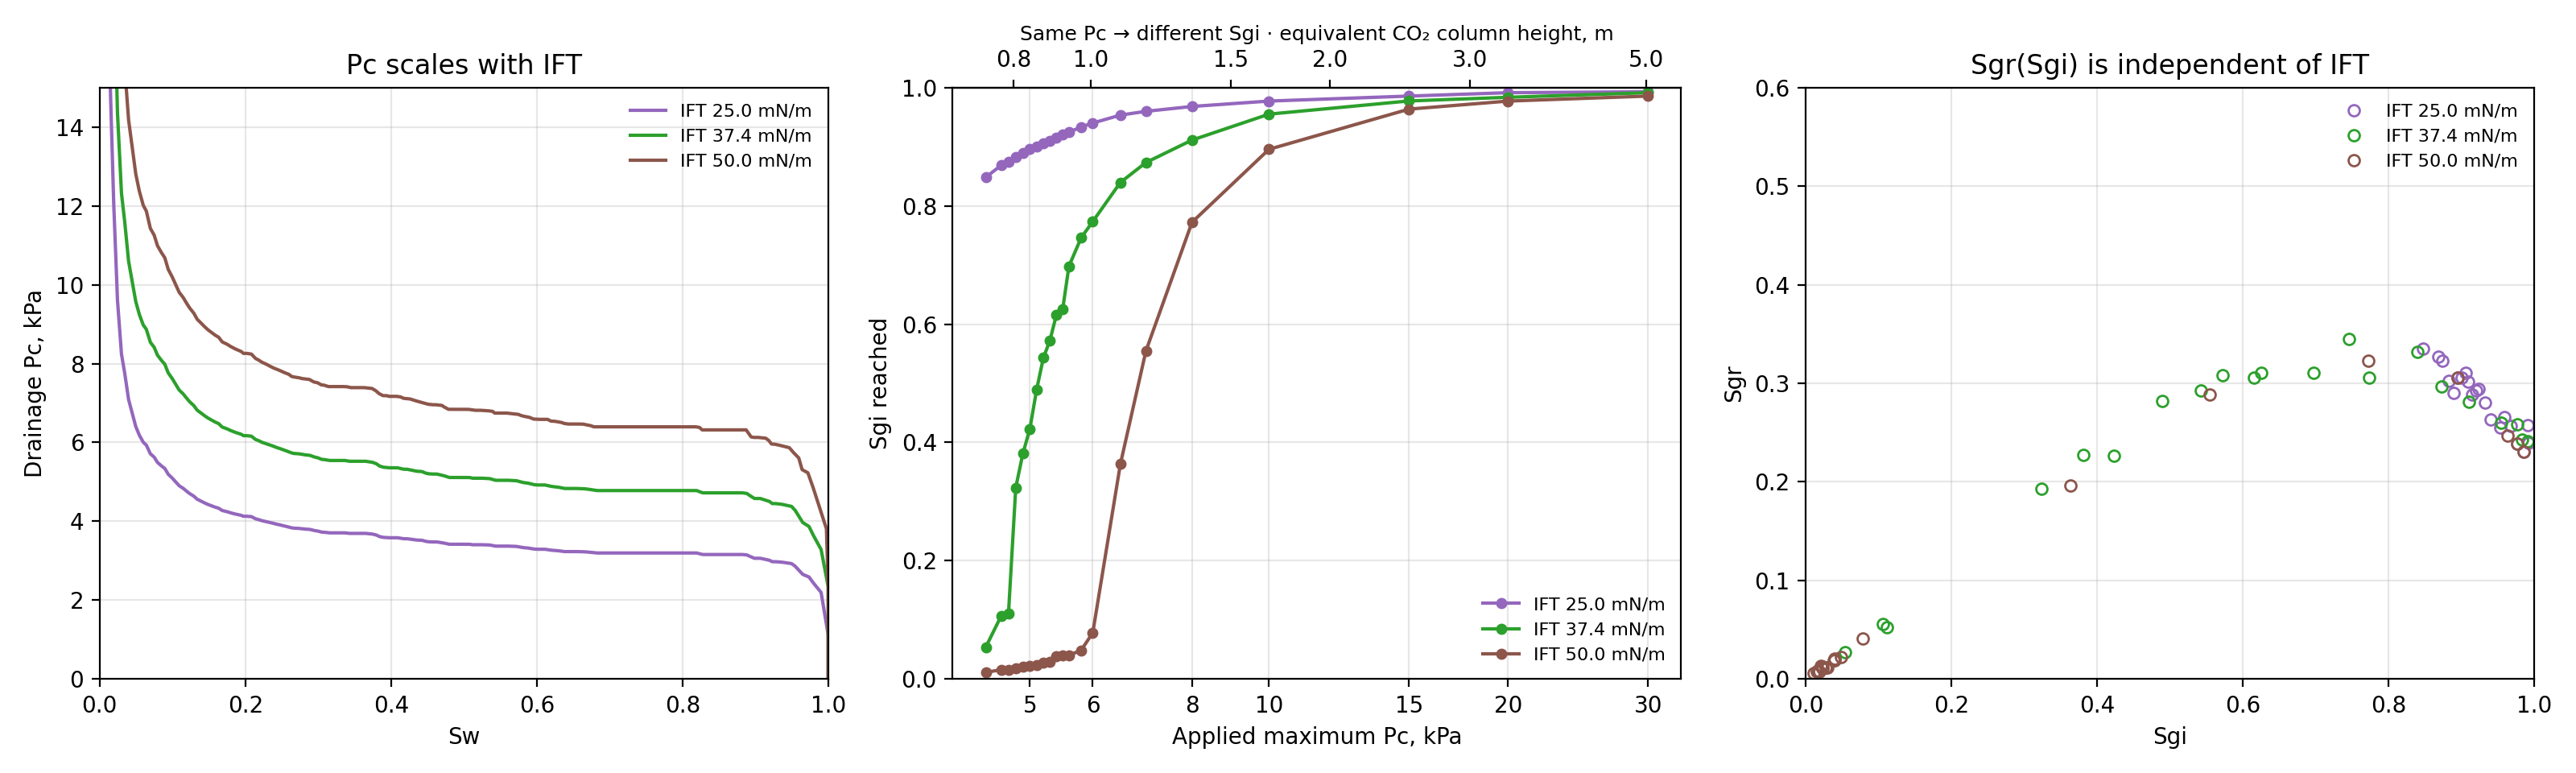 Pc scales with IFT
14
12
10
8
6
4
2
0
Drainage Pc, kPa
0.0 0.2 0.4 0.6 0.8 1.0
Sw
IFT 25.0 mN/m
IFT 37.4 mN/m
IFT 50.0 mN/m
Same Pc → different Sgi · equivalent CO₂ column height, m
0.8 1.0 1.5 2.0 3.0 5.0
1.0
0.8
0.6
0.4
0.2
0.0
Sgi reached
5 6 8 10 15 20 30
Applied maximum Pc, kPa
IFT 25.0 mN/m
IFT 37.4 mN/m
IFT 50.0 mN/m
Sgr(Sgi) is independent of IFT
0.6
0.5
0.4
0.3
0.2
0.1
0.0
Sgr
0.0 0.2 0.4 0.6 0.8 1.0
Sgi
IFT 25.0 mN/m
IFT 37.4 mN/m
IFT 50.0 mN/m